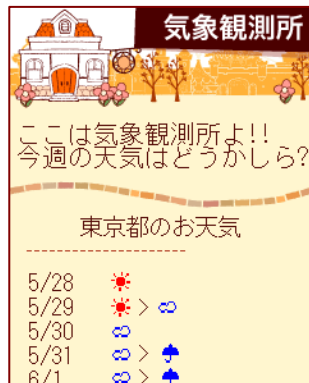 気象観測所
ここは気象観測所よ!!
今週の天気はどうかしら?
東京都のお天気
--------------------
5/28
5/29 >
5/30
5/31 >
6/1 >